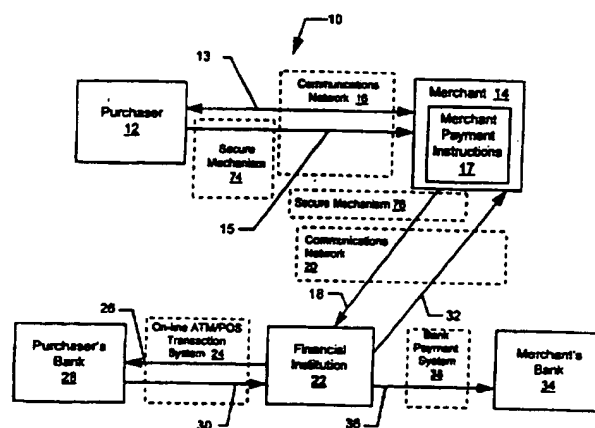 10
13
Communications
Network 16
Merchant 14
Purchaser
12
Merchant
Payment
Instructions
17
Secure
Mechanism
74
15
Secure Mechanism 76
Communications
Network
20
18
32
26
On-line ATM/POS
Transaction
System 24
Purchaser's
Bank
28
Financial
Institution
22
Bank
Payment
System
36
Merchant's
Bank
34
30
38